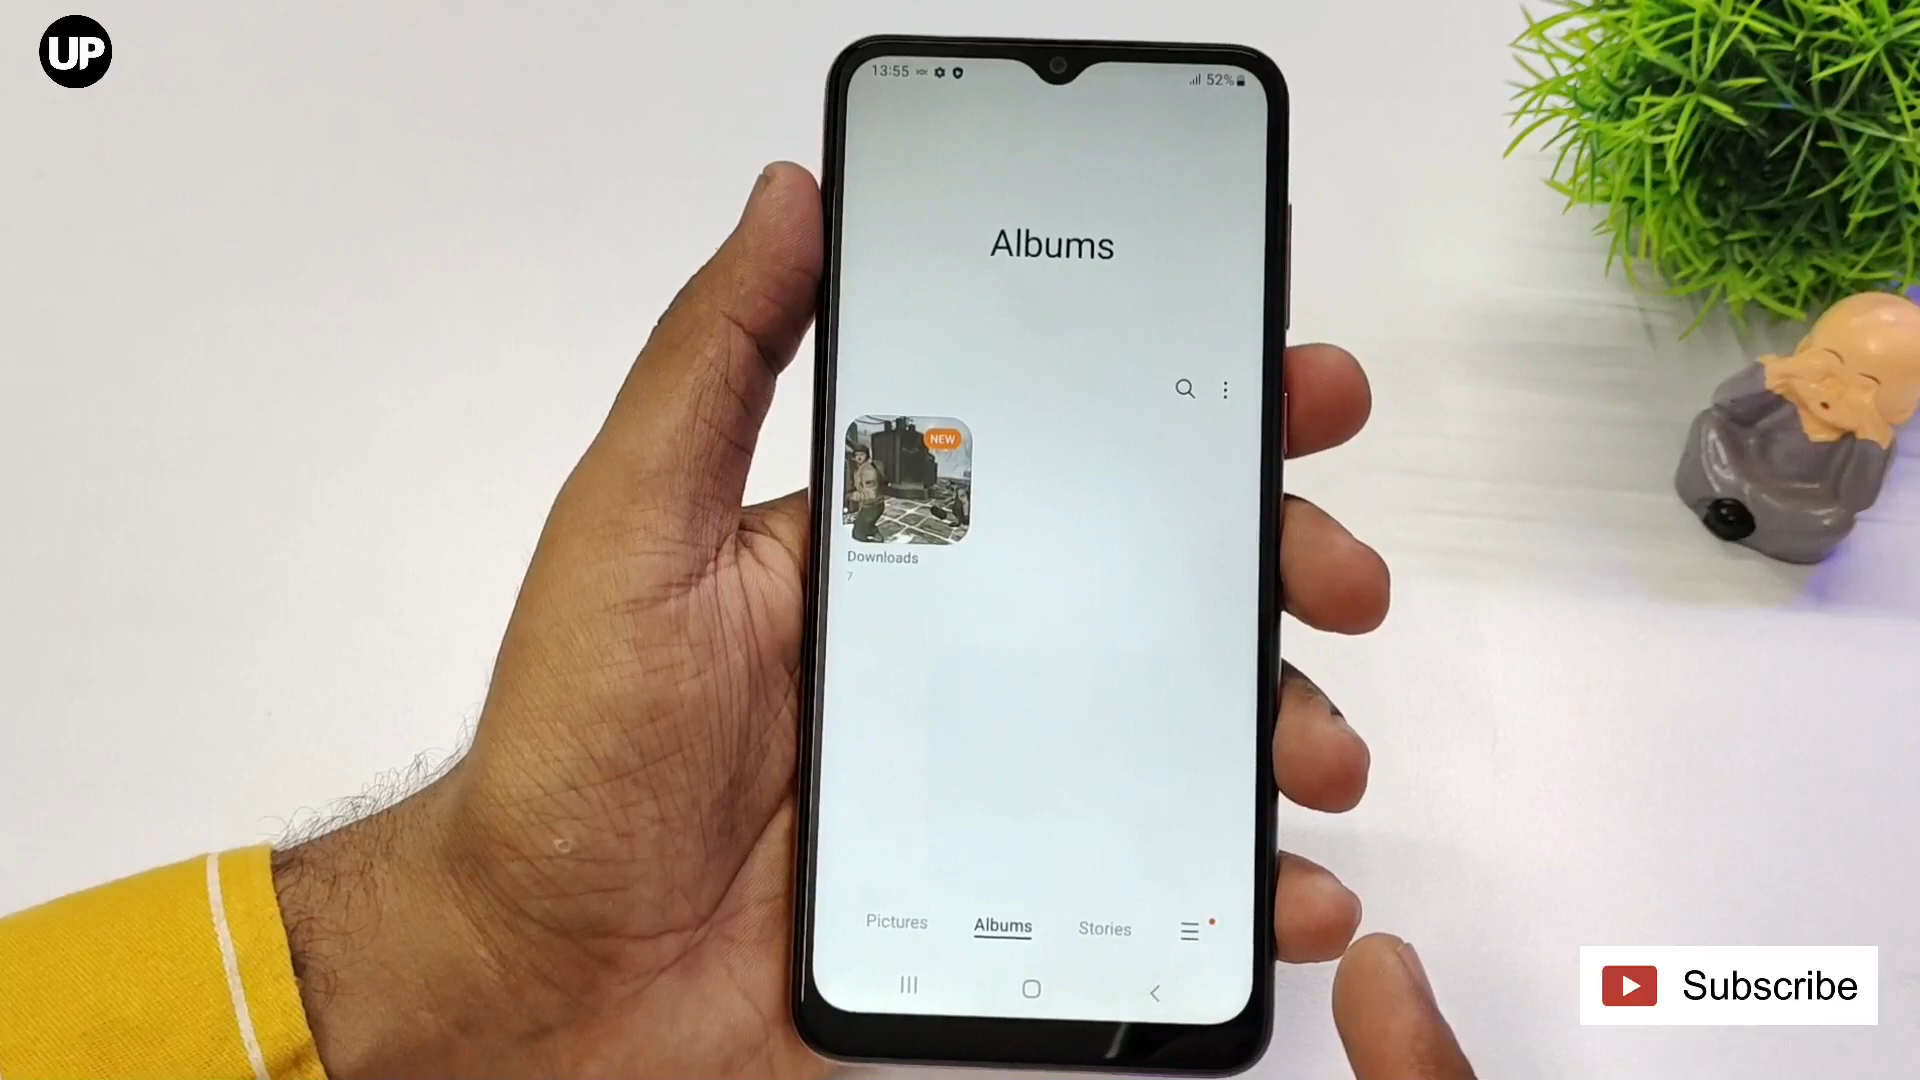 UP
13:55
52%
Albums
NEW
Downloads
7
Pictures Albums Stories
Subscribe